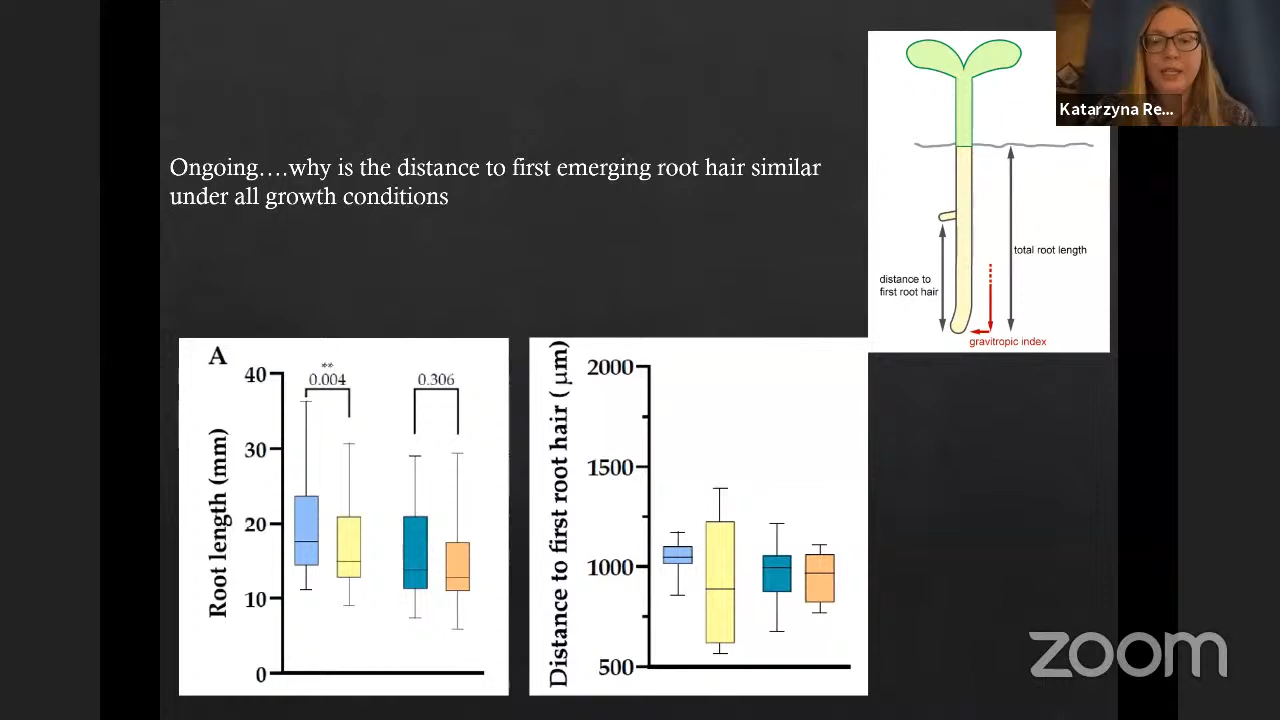 Katarzyna Re...
Ongoing….why is the distance to first emerging root hair similar
under all growth conditions
total root length
distance to
first root hair
gravitropic index
A
Root length (mm)
40
30
20
10
0
**
0.004
0.306
Distance to first root hair ( μm)
2000
1500
1000
500
zoom